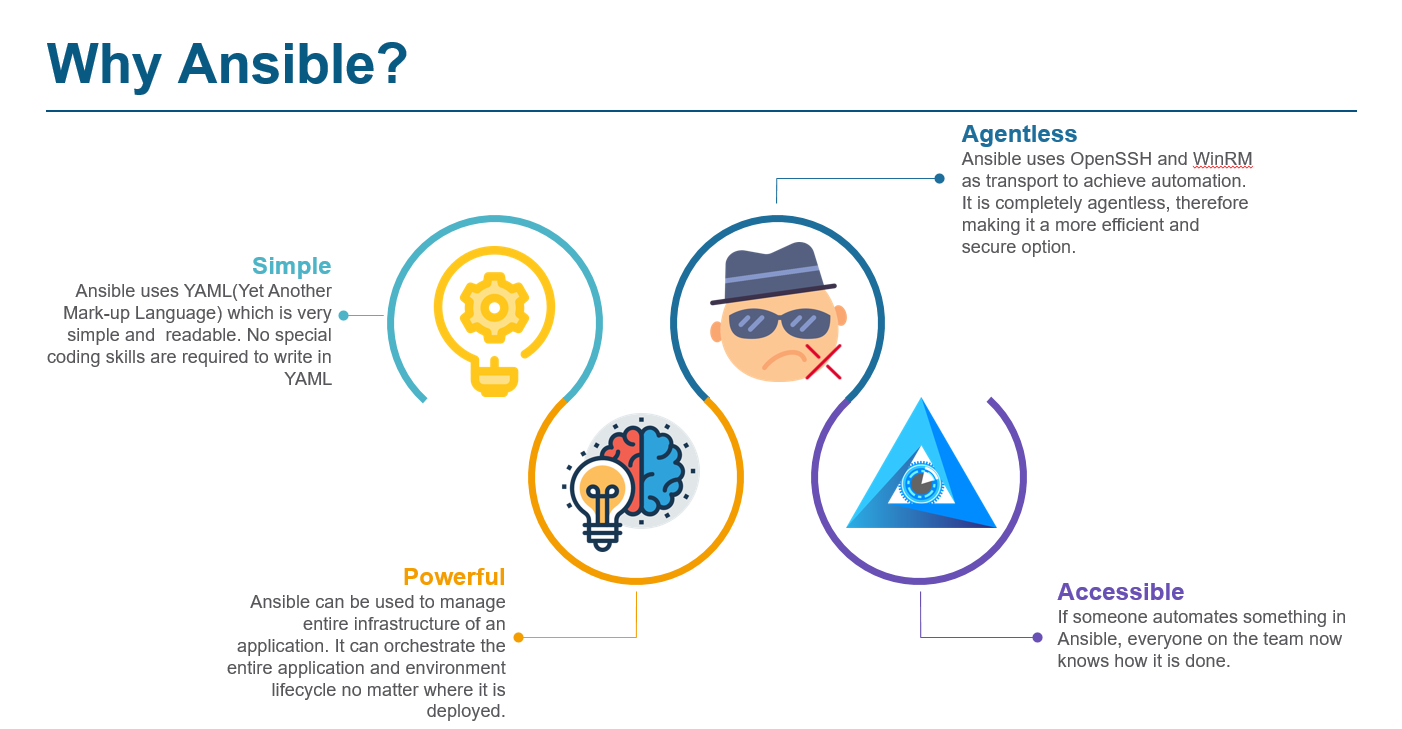 Why Ansible?
Simple
Ansible uses YAML(Yet Another
Mark-up Language) which is very
simple and  readable. No special
coding skills are required to write in
YAML
Powerful
Ansible can be used to manage
entire infrastructure of an
application. It can orchestrate the
entire application and environment
lifecycle no matter where it is
deployed.
Agentless
Ansible uses OpenSSH and WinRM
as transport to achieve automation.
It is completely agentless, therefore
making it a more efficient and
secure option.
Accessible
If someone automates something in
Ansible, everyone on the team now
knows how it is done.